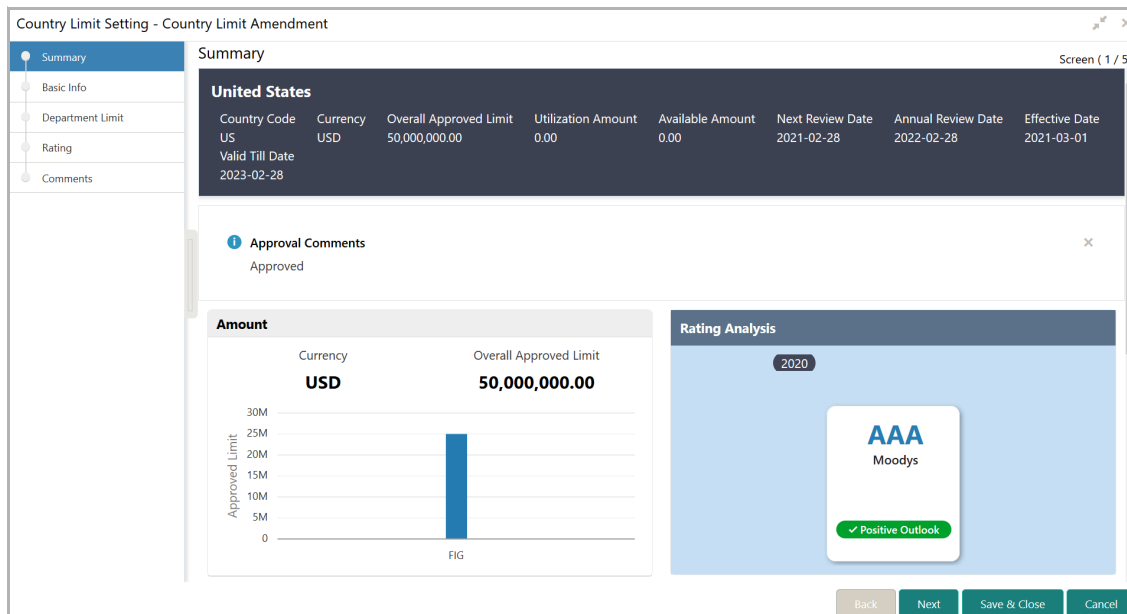 Country Limit Setting - Country Limit Amendment
Summary
Basic Info
Department Limit
Rating
Comments
Summary
Screen ( 1 / 5
United States
Country Code Currency Overall Approved Limit Utilization Amount Available Amount Next Review Date Annual Review Date Effective Date
US USD 50,000,000.00 0.00 0.00 2021-02-28 2022-02-28 2021-03-01
Valid Till Date
2023-02-28
Approval Comments
Approved
Amount
Currency Overall Approved Limit
USD 50,000,000.00
30M
25M
20M
15M
10M
5M
0
Approved Limit
FIG
Rating Analysis
2020
AAA
Moodys
Positive Outlook
Back Next Save & Close Cancel